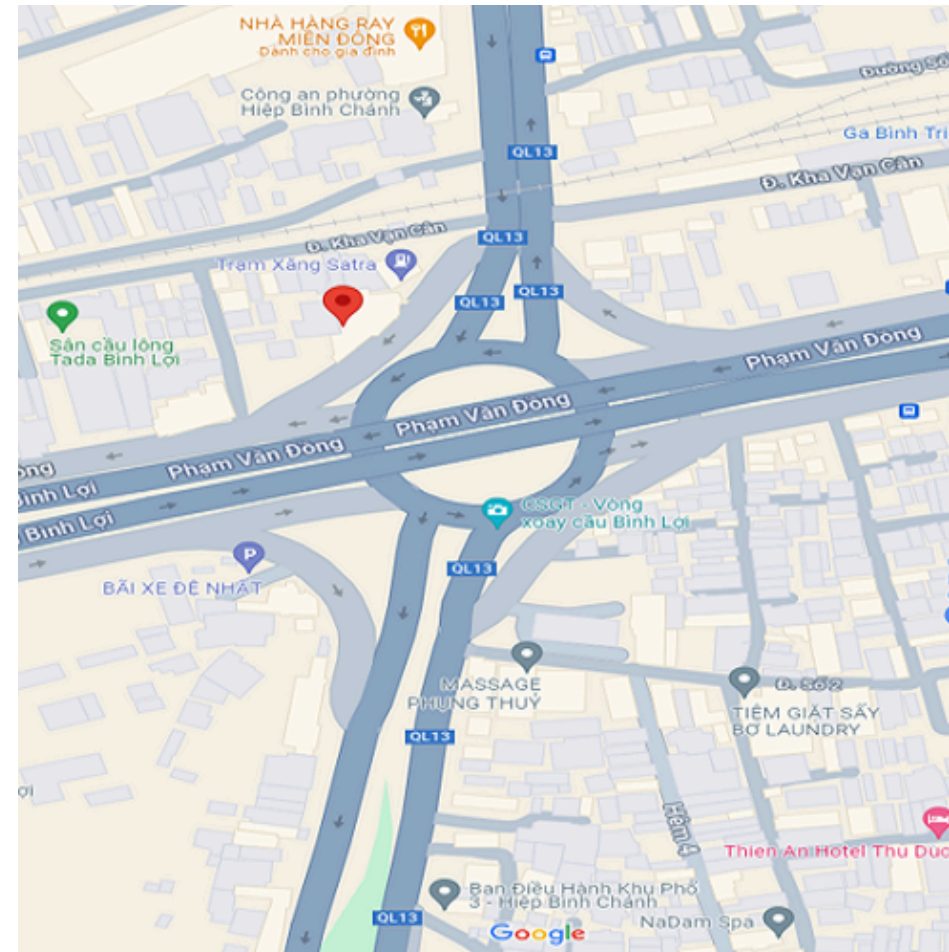 NHÀ HÀNG RAY
MIỀN ĐÔNG
Dành cho gia đình
Công an phường
Hiệp Bình Chánh
Đường Số
Ga Bình Tri
QL13
Đ. Kha Vạn Cân
Đ. Kha Vạn Cân
QL13
Trạm Xăng Satra
QL13
QL13
Sân cầu lông
Tada Bình Lợi
Phạm Văn Đồng
Phạm Văn Đồng
Phạm Văn Đồng
Bình Lợi
Bình Lợi
CSGT - Vòng
xoay cầu Bình Lợi
P
BÃI XE ĐỆ NHẤT
QL13
MASSAGE
PHỤNG THUỶ
Đ. Số 2
TIỆM GIẶT SẤY
BƠ LAUNDRY
QL13
Hẻm 4
Thien An Hotel Thu Duc
Ban Điều Hành Khu Phố
3 - Hiệp Bình Chánh
QL13
NaDam Spa
Google